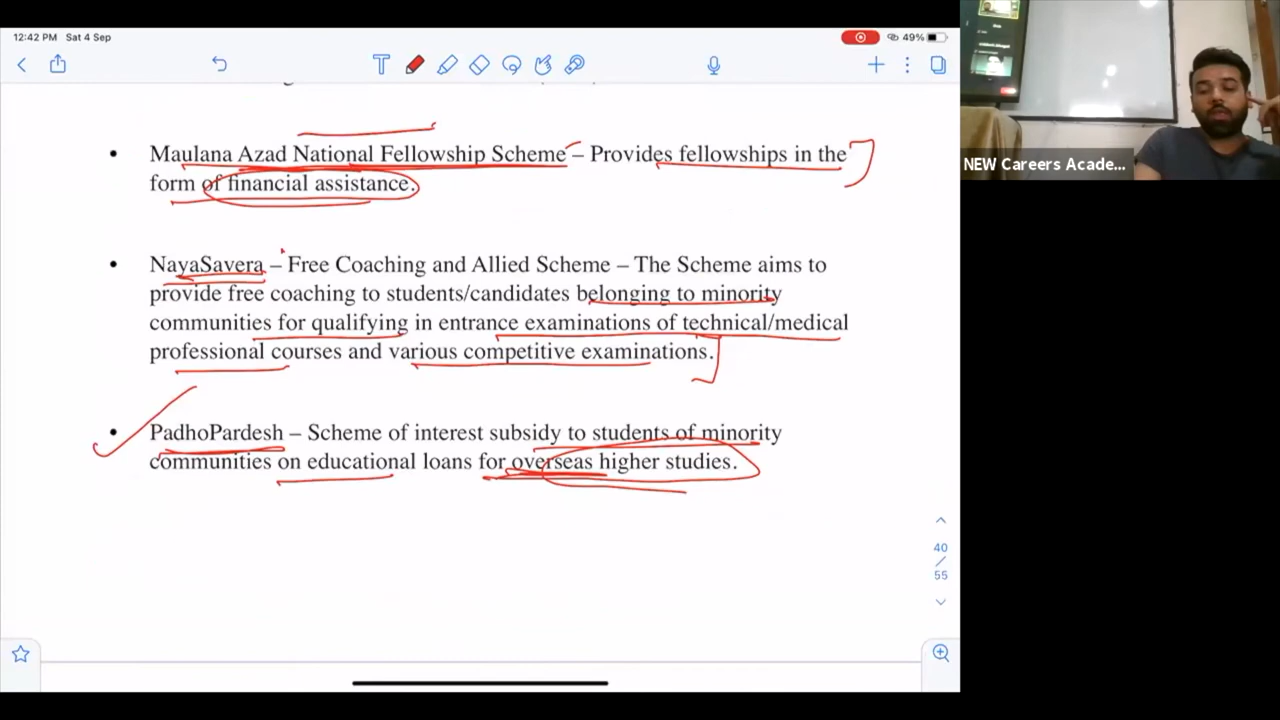 12:42 PM Sat 4 Sep
49%
T
• Maulana Azad National Fellowship Scheme – Provides fellowships in the
form of financial assistance.
• NayaSavera – Free Coaching and Allied Scheme – The Scheme aims to
provide free coaching to students/candidates belonging to minority
communities for qualifying in entrance examinations of technical/medical
professional courses and various competitive examinations.
• PadhoPardesh – Scheme of interest subsidy to students of minority
communities on educational loans for overseas higher studies.
40
/
55
NEW Careers Acade...